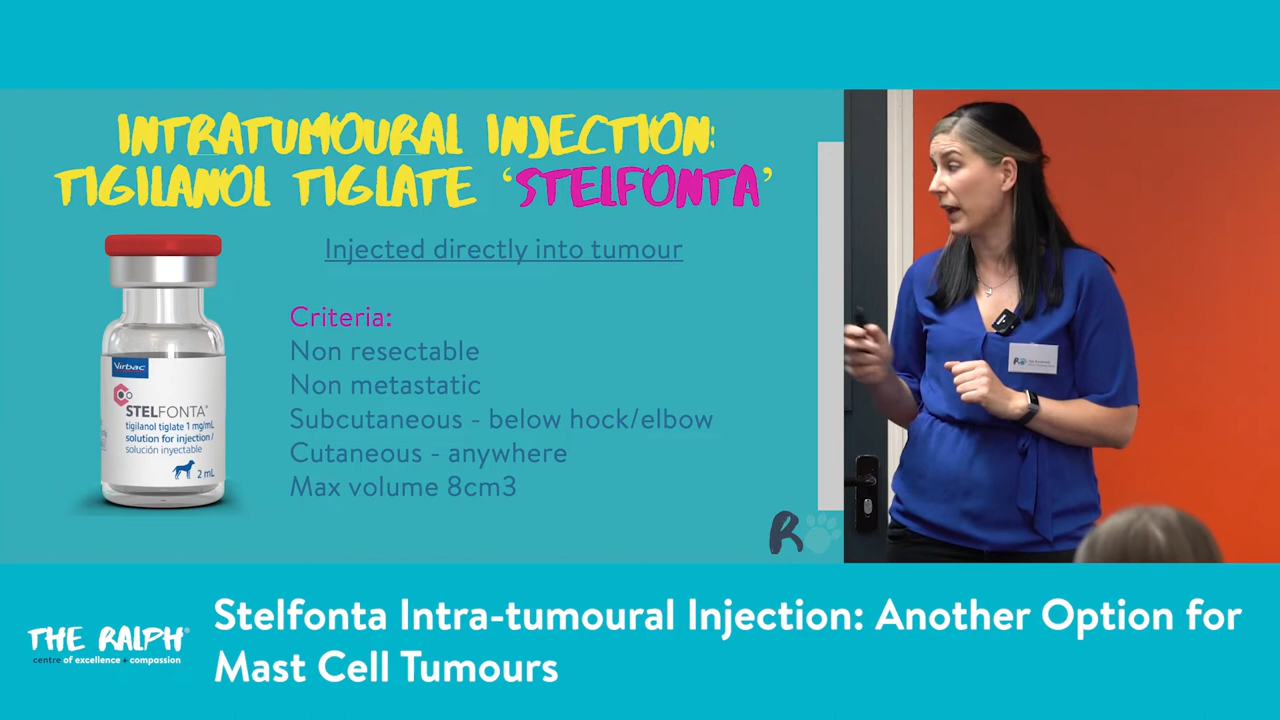 INTRATUMOURAL INJECTION:
TIGILANOL TIGLATE ‘STELFONTA’
Injected directly into tumour
Criteria:
Non resectable
Non metastatic
Subcutaneous - below hock/elbow
Cutaneous - anywhere
Max volume 8cm3
Virbac
STELFONTA®
tigilanol tiglate 1 mg/mL
solution for injection /
solución inyectable
2 mL
R
THE RALPH®
centre of excellence + compassion
Stelfonta Intra-tumoural Injection: Another Option for
Mast Cell Tumours